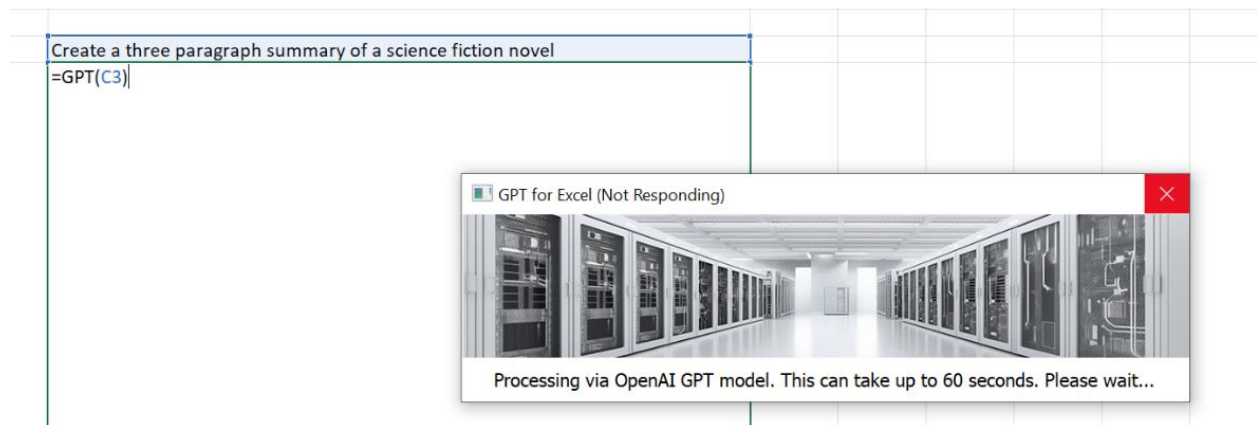 Create a three paragraph summary of a science fiction novel
=GPT(C3)
GPT for Excel (Not Responding)
Processing via OpenAI GPT model. This can take up to 60 seconds. Please wait...